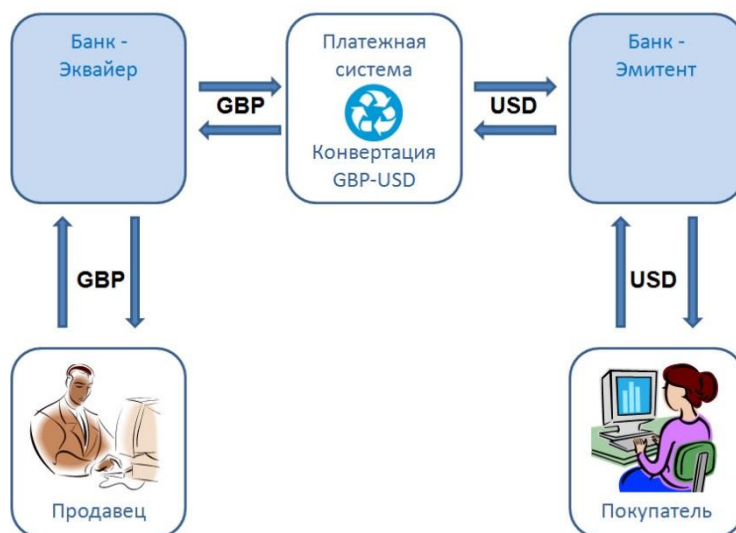 Банк -
Эквайер
Платежная
система
Банк -
Эмитент
GBP
USD
Конвертация
GBP-USD
GBP
USD
Продавец
Покупатель